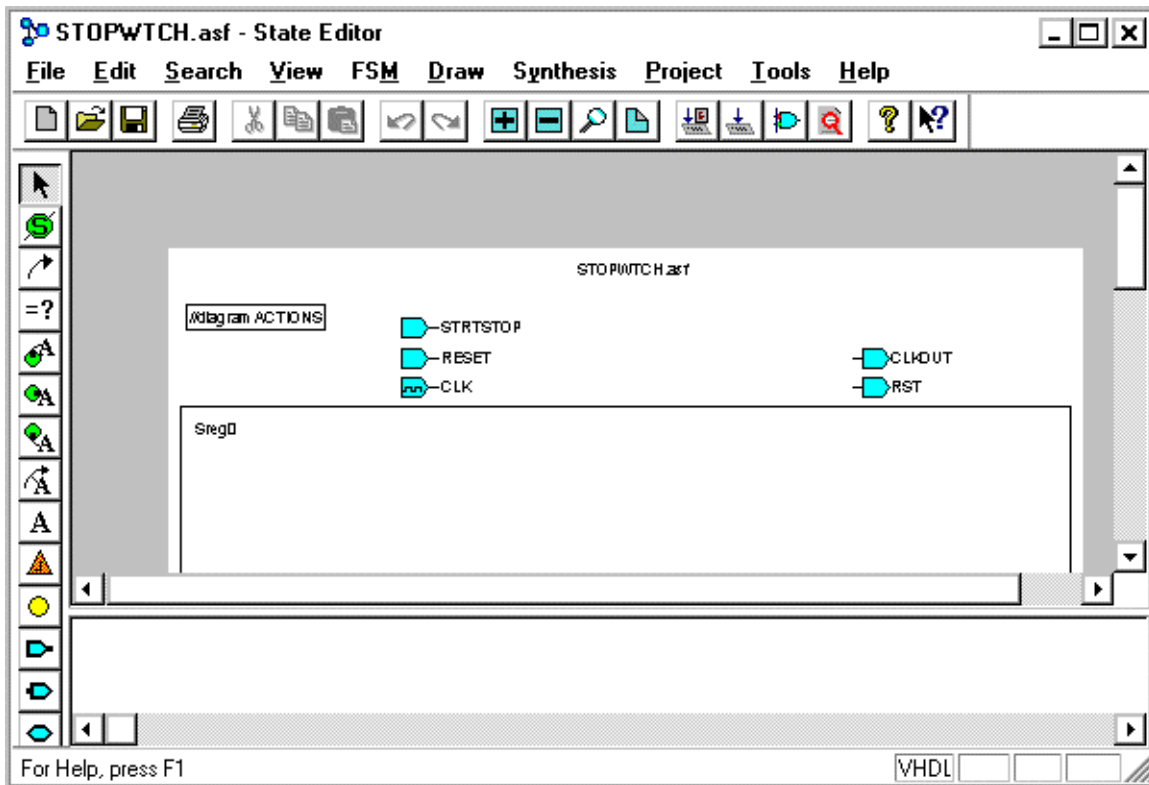 STOPWTCH.asf - State Editor
File Edit Search View FSM Draw Synthesis Project Tools Help
STOPWTCH.asf
//diagram ACTIONS
STRTSTOP
RESET
CLKOUT
CLK
RST
Sreg0
=?
A
A
A
A
A
For Help, press F1
VHDL